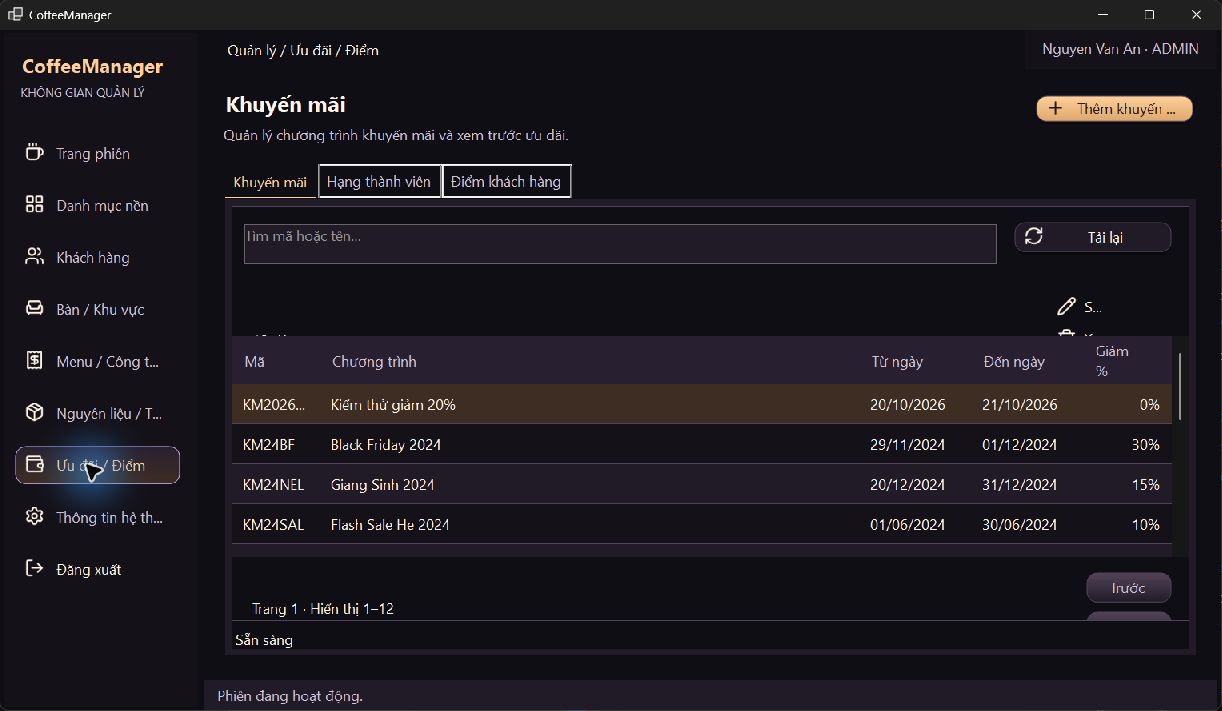 CoffeeManager
CoffeeManager
KHÔNG GIAN QUẢN LÝ
Trang phiên
Danh mục nền
Khách hàng
Bàn / Khu vực
Menu / Công t...
Nguyên liệu / T...
Ưu đãi / Điểm
Thông tin hệ th...
Đăng xuất
Quản lý / Ưu đãi / Điểm
Nguyen Van An · ADMIN
Khuyến mãi
Quản lý chương trình khuyến mãi và xem trước ưu đãi.
Thêm khuyến ...
Khuyến mãi Hạng thành viên Điểm khách hàng
Tìm mã hoặc tên...
Tải lại
S...
Mã Chương trình Từ ngày Đến ngày Giảm %
KM2026... Kiểm thử giảm 20% 20/10/2026 21/10/2026 0%
KM24BF Black Friday 2024 29/11/2024 01/12/2024 30%
KM24NEL Giang Sinh 2024 20/12/2024 31/12/2024 15%
KM24SAL Flash Sale He 2024 01/06/2024 30/06/2024 10%
Trước
Trang 1 · Hiển thị 1–12
Sẵn sàng
Phiên đang hoạt động.